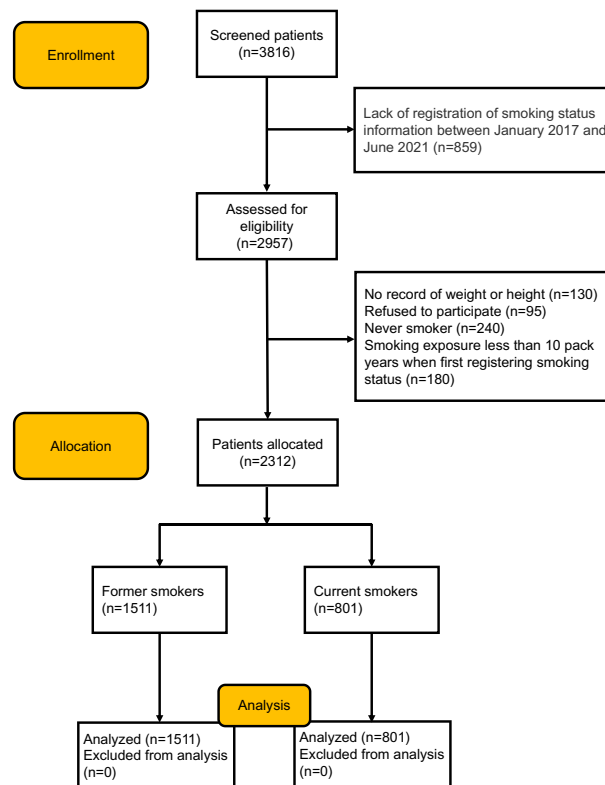 Enrollment
Screened patients
(n=3816)
Lack of registration of smoking status
information between January 2017 and
June 2021 (n=859)
Assessed for
eligibility
(n=2957)
No record of weight or height (n=130)
Refused to participate (n=95)
Never smoker (n=240)
Smoking exposure less than 10 pack
years when first registering smoking
status (n=180)
Allocation
Patients allocated
(n=2312)
Former smokers
(n=1511)
Current smokers
(n=801)
Analysis
Analyzed (n=1511)
Excluded from analysis
(n=0)
Analyzed (n=801)
Excluded from analysis
(n=0)